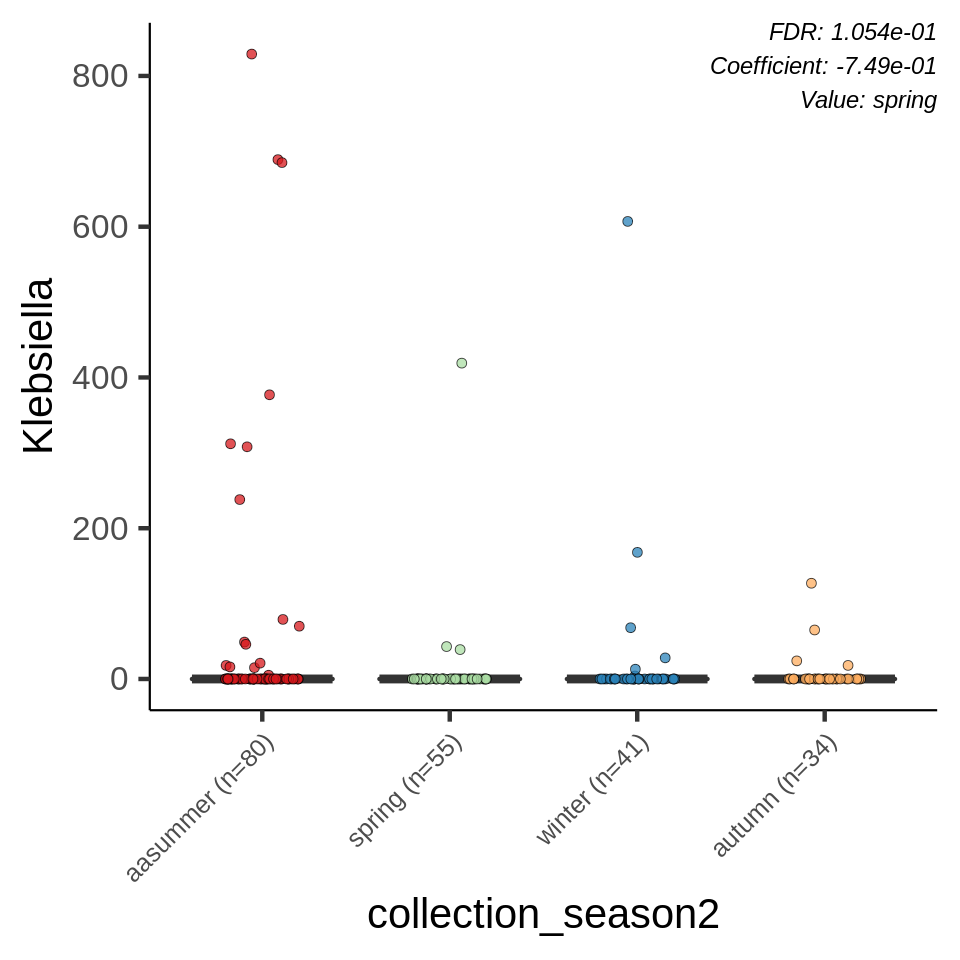 FDR: 1.054e-01
Coefficient: -7.49e-01
Value: spring
Klebsiella
800
600
400
200
0
aasummer (n=80)
spring (n=55)
winter (n=41)
autumn (n=34)
collection_season2